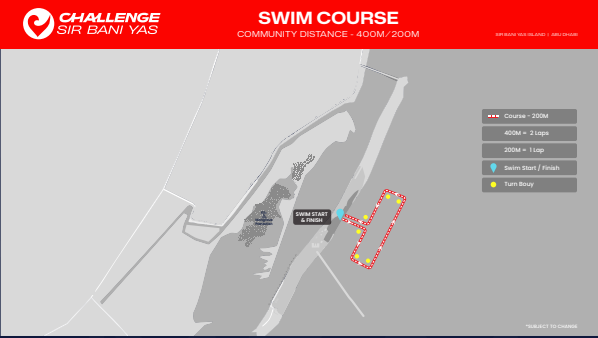 CHALLENGE
SIR BANI YAS
SWIM COURSE
COMMUNITY DISTANCE - 400M/200M
SIR BANI YAS ISLAND | ABU DHABI
Course - 200M
400M = 2 Laps
200M = 1 Lap
Swim Start / Finish
Turn Bouy
SWIM START
& FINISH
*SUBJECT TO CHANGE